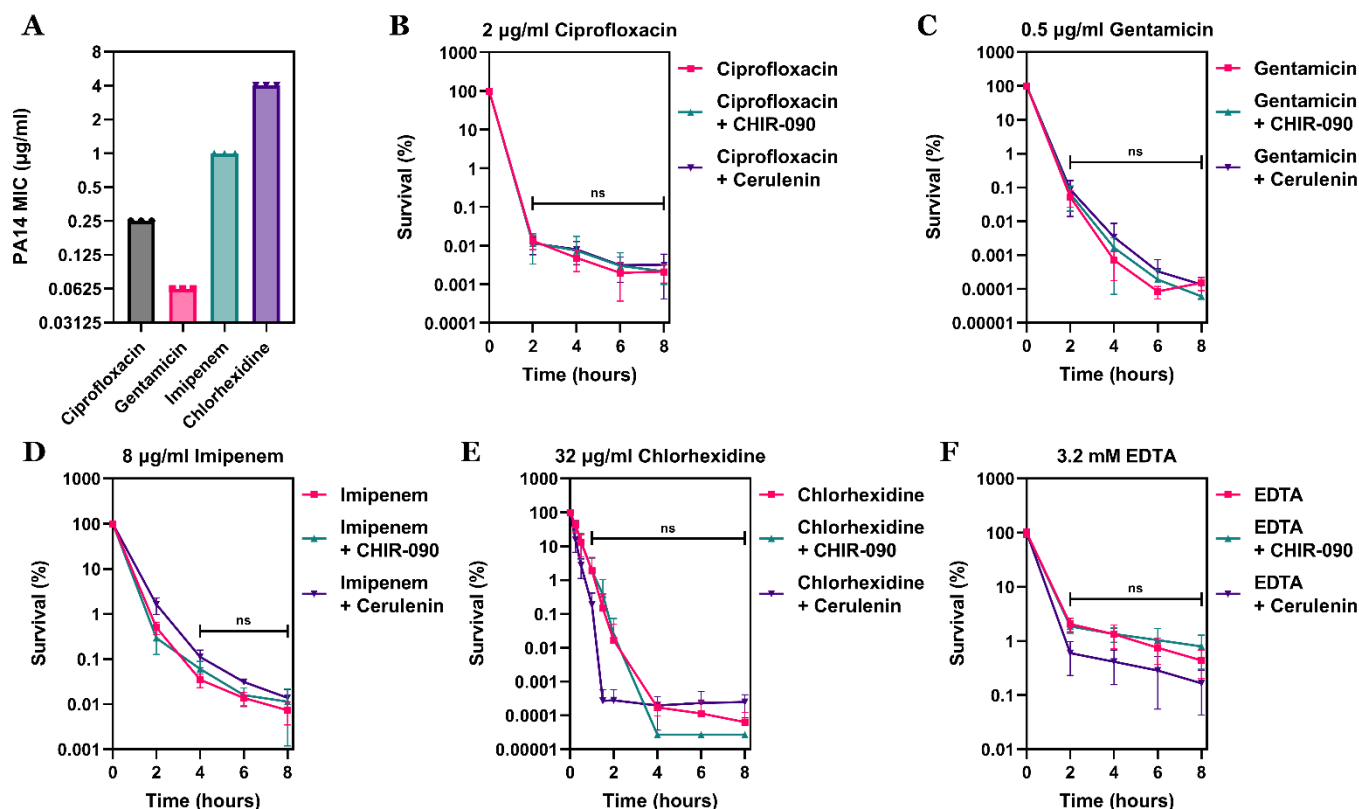 A
PA14 MIC (µg/ml)
8
4
2
1
0.5
0.25
0.125
0.0625
0.03125
Ciprofloxacin
Gentamicin
Imipenem
Chlorhexidine
B
2 µg/ml Ciprofloxacin
Survival (%)
1000
100
10
1
0.1
0.01
0.001
0.0001
ns
0 2 4 6 8
Time (hours)
Ciprofloxacin
Ciprofloxacin
+ CHIR-090
Ciprofloxacin
+ Cerulenin
C
0.5 µg/ml Gentamicin
Survival (%)
1000
100
10
1
0.1
0.01
0.001
0.0001
0.00001
ns
0 2 4 6 8
Time (hours)
Gentamicin
Gentamicin
+ CHIR-090
Gentamicin
+ Cerulenin
D
8 µg/ml Imipenem
Survival (%)
1000
100
10
1
0.1
0.01
0.001
ns
0 2 4 6 8
Time (hours)
Imipenem
Imipenem
+ CHIR-090
Imipenem
+ Cerulenin
E
32 µg/ml Chlorhexidine
Survival (%)
1000
100
10
1
0.1
0.01
0.001
0.0001
0.00001
ns
0 2 4 6 8
Time (hours)
Chlorhexidine
Chlorhexidine
+ CHIR-090
Chlorhexidine
+ Cerulenin
F
3.2 mM EDTA
Survival (%)
1000
100
10
1
0.1
0.01
ns
0 2 4 6 8
Time (hours)
EDTA
EDTA
+ CHIR-090
EDTA
+ Cerulenin